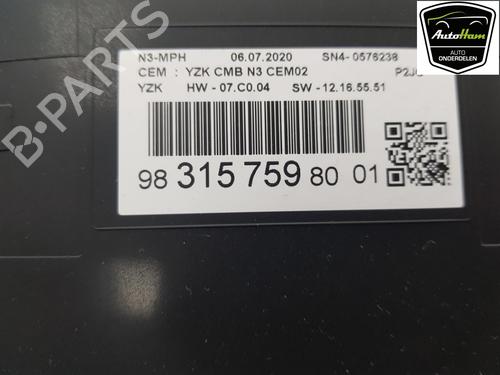 AutoHam
AUTO
ONDERDELEN
N3-MPH 06.07.2020 SN4- 0576238
CEM : YZK CMB N3 CEM02
YZK HW - 07.C0.04 SW - 12.16.55.51
98 315 759 80 01
B-PARTS